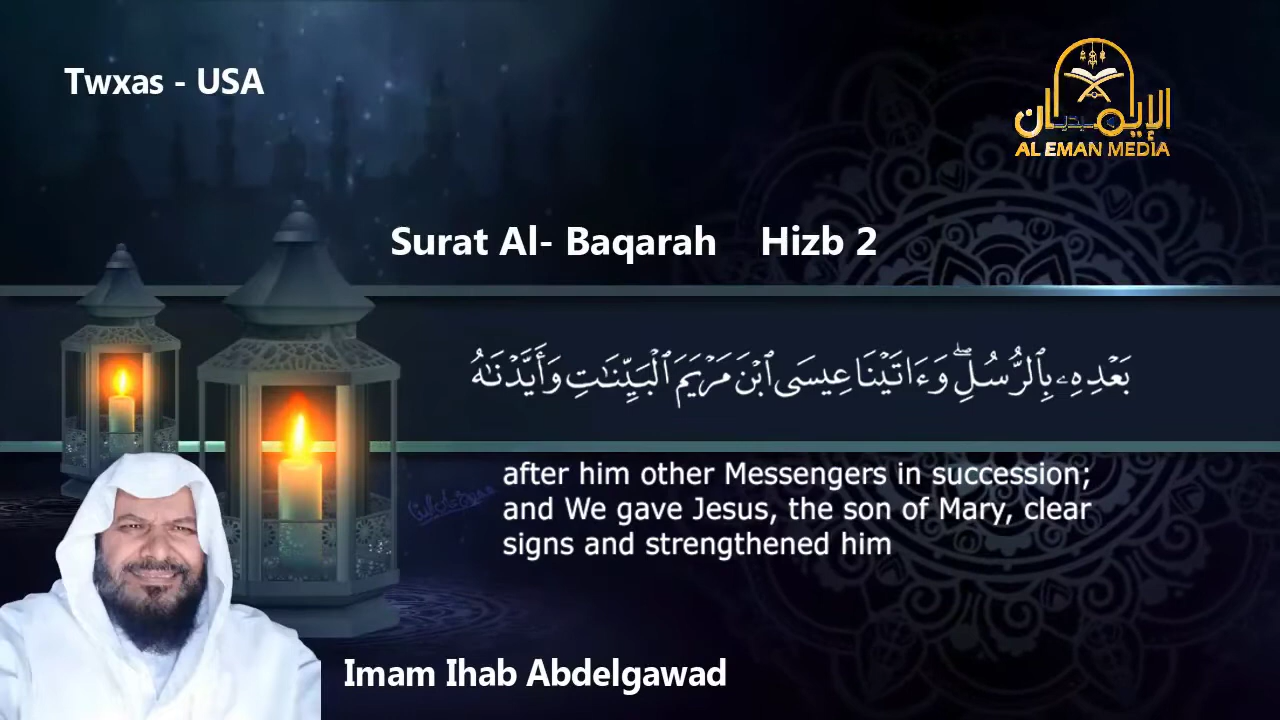 Twxas - USA
الإيمان
AL EMAN MEDIA
Surat Al- Baqarah Hizb 2
بَعْدِهِۦ بِٱلرُّسُلِۖ وَءَاتَيْنَا عِيسَى ٱبْنَ مَرْيَمَ ٱلْبَيِّنَٰتِ وَأَيَّدْنَٰهُ
after him other Messengers in succession;
and We gave Jesus, the son of Mary, clear
signs and strengthened him
Imam Ihab Abdelgawad